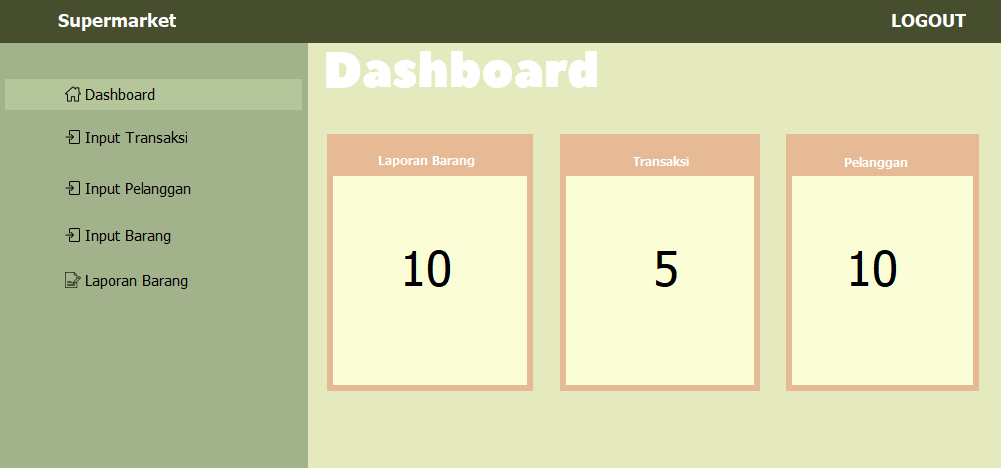 Supermarket
LOGOUT
Dashboard
Dashboard
Input Transaksi
Input Pelanggan
Input Barang
Laporan Barang
Laporan Barang
10
Transaksi
5
Pelanggan
10